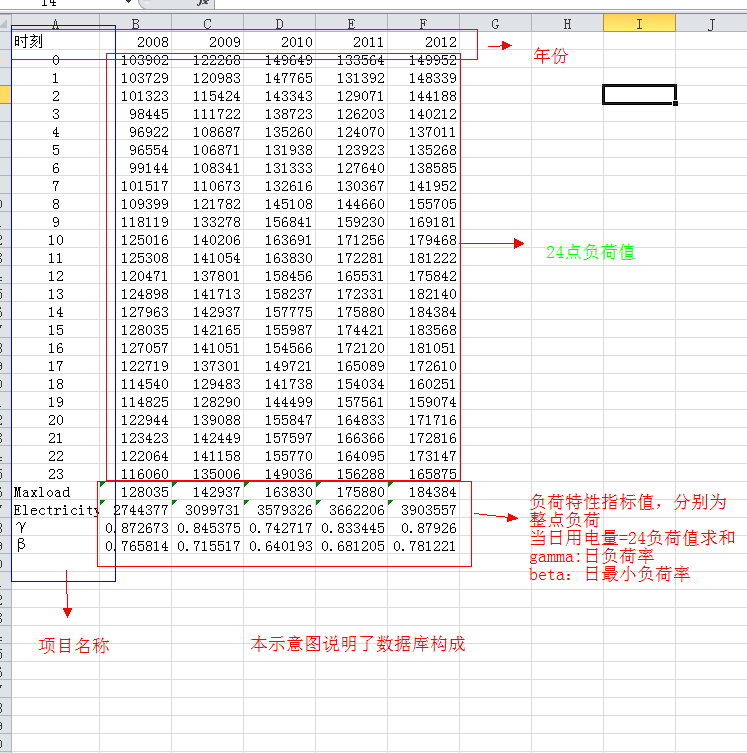 I4
fx
A B C D E F G H I J
时刻 2008 2009 2010 2011 2012
年份
0 103902 122268 149649 133564 149952
1 103729 120983 147765 131392 148339
2 101323 115424 143343 129071 144188
3 98445 111722 138723 126203 140212
4 96922 108687 135260 124070 137011
5 96554 106871 131938 123923 135268
6 99144 108341 131333 127640 138585
7 101517 110673 132616 130367 141952
8 109399 121782 145108 144660 155705
9 118119 133278 156841 159230 169181
10 125016 140206 163691 171256 179468
24点负荷值
11 125308 141054 163830 172281 181222
12 120471 137801 158456 165531 175842
13 124898 141713 158237 172331 182140
14 127963 142937 157775 175880 184384
15 128035 142165 155987 174421 183568
16 127057 141051 154566 172120 181051
17 122719 137301 149721 165089 172610
18 114540 129483 141738 154034 160251
19 114825 128290 144499 157561 159074
20 122944 139088 155847 164833 171716
21 123423 142449 157597 166366 172816
22 122064 141158 155770 164095 173147
23 116060 135006 149036 156288 165875
Maxload 128035 142937 163830 175880 184384
Electricity 2744377 3099731 3579326 3662206 3903557
γ 0.872673 0.845375 0.742717 0.833445 0.87926
β 0.765814 0.715517 0.640193 0.681205 0.781221
负荷特性指标值，分别为
整点负荷
当日用电量=24负荷值求和
gamma:日负荷率
beta：日最小负荷率
项目名称
本示意图说明了数据库构成